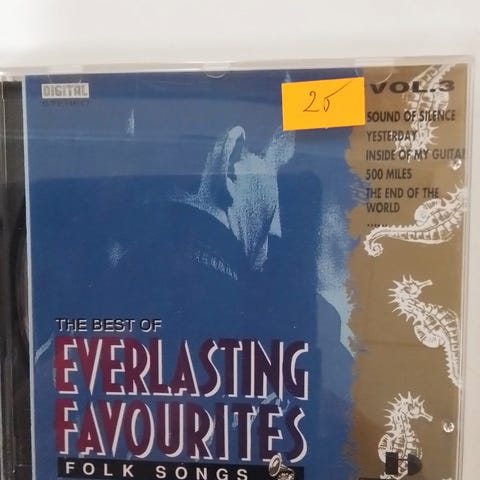 DIGITAL
STEREO
25
VOL.3
SOUND OF SILENCE
YESTERDAY
INSIDE OF MY GUITAR
500 MILES
THE END OF THE
WORLD
......
THE BEST OF
EVERLASTING
FAVOURITES
FOLK SONGS